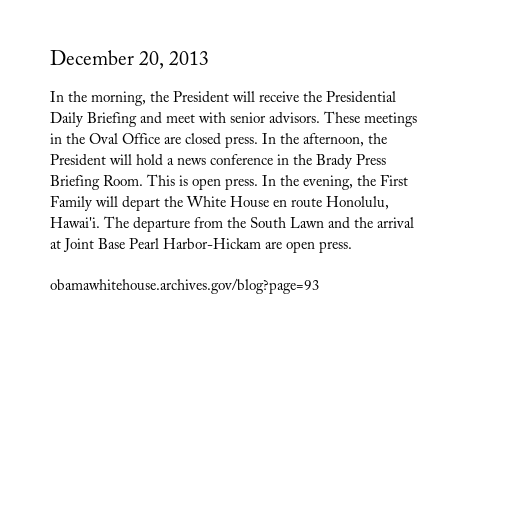 December 20, 2013
In the morning, the President will receive the Presidential
Daily Briefing and meet with senior advisors. These meetings
in the Oval Office are closed press. In the afternoon, the
President will hold a news conference in the Brady Press
Briefing Room. This is open press. In the evening, the First
Family will depart the White House en route Honolulu,
Hawai'i. The departure from the South Lawn and the arrival
at Joint Base Pearl Harbor-Hickam are open press.
obamawhitehouse.archives.gov/blog?page=93